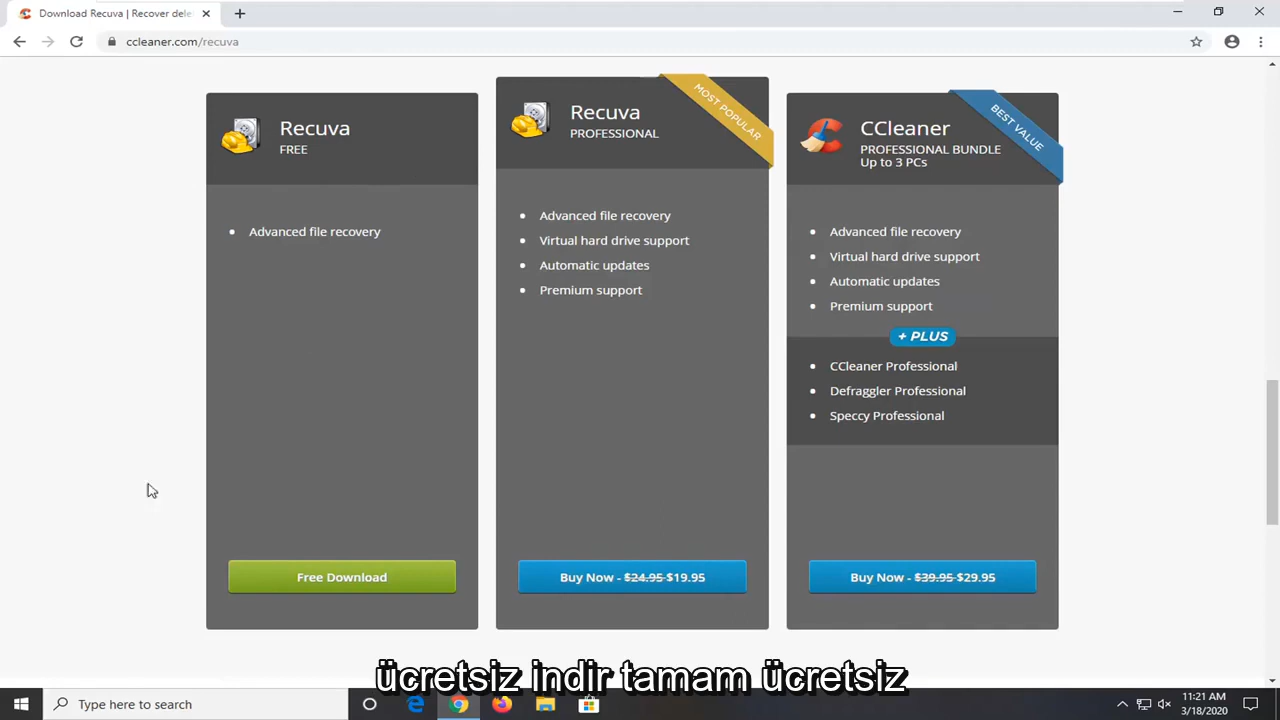 Download Recuva | Recover dele
ccleaner.com/recuva
Recuva
FREE
Advanced file recovery
Free Download
MOST POPULAR
Recuva
PROFESSIONAL
Advanced file recovery
Virtual hard drive support
Automatic updates
Premium support
Buy Now - $24.95 $19.95
BEST VALUE
CCleaner
PROFESSIONAL BUNDLE
Up to 3 PCs
Advanced file recovery
Virtual hard drive support
Automatic updates
Premium support
+ PLUS
CCleaner Professional
Defraggler Professional
Speccy Professional
Buy Now - $39.95 $29.95
ücretsiz indir tamam ücretsiz
Type here to search
11:21 AM
3/18/2020